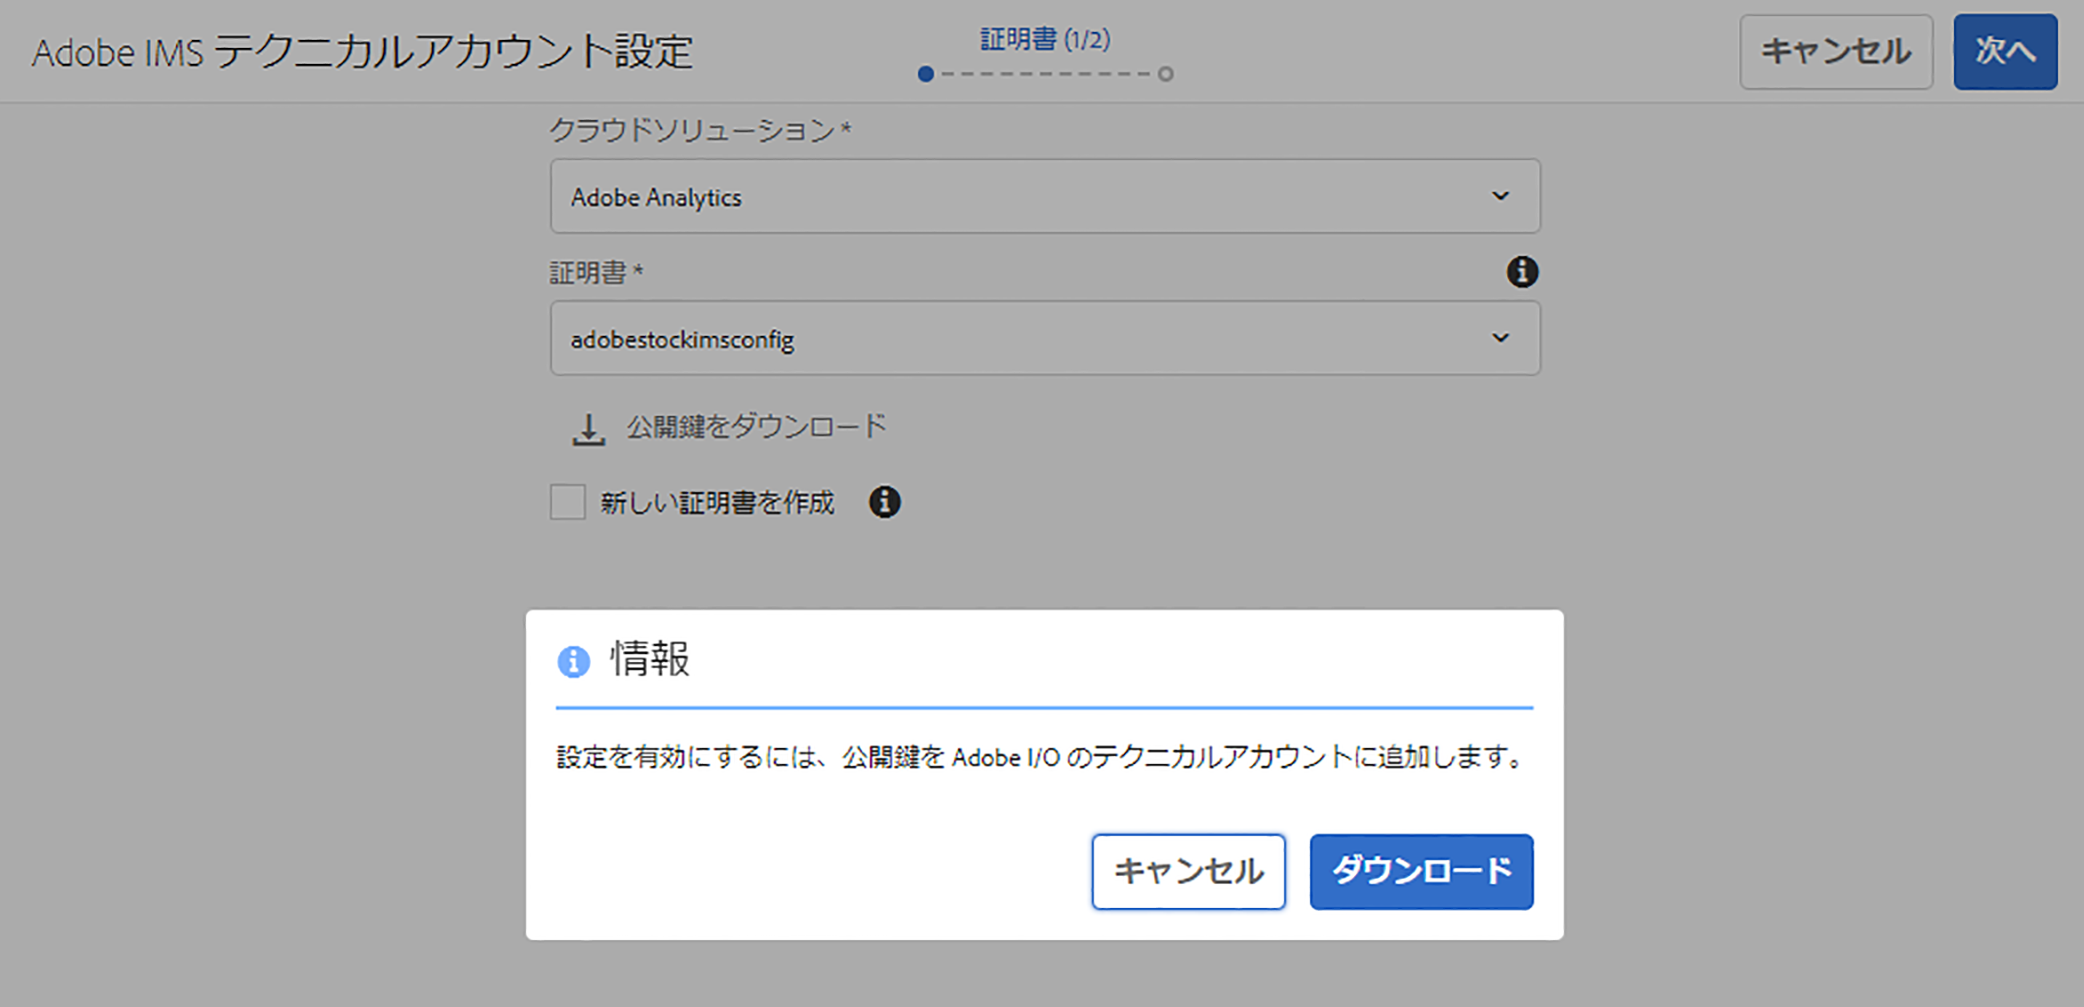 Adobe IMS テクニカルアカウント設定
証明書 (1/2)
キャンセル
次へ
クラウドソリューション *
Adobe Analytics
証明書 *
adobestockimsconfig
公開鍵をダウンロード
新しい証明書を作成
情報
設定を有効にするには、公開鍵を Adobe I/O のテクニカルアカウントに追加します。
キャンセル
ダウンロード